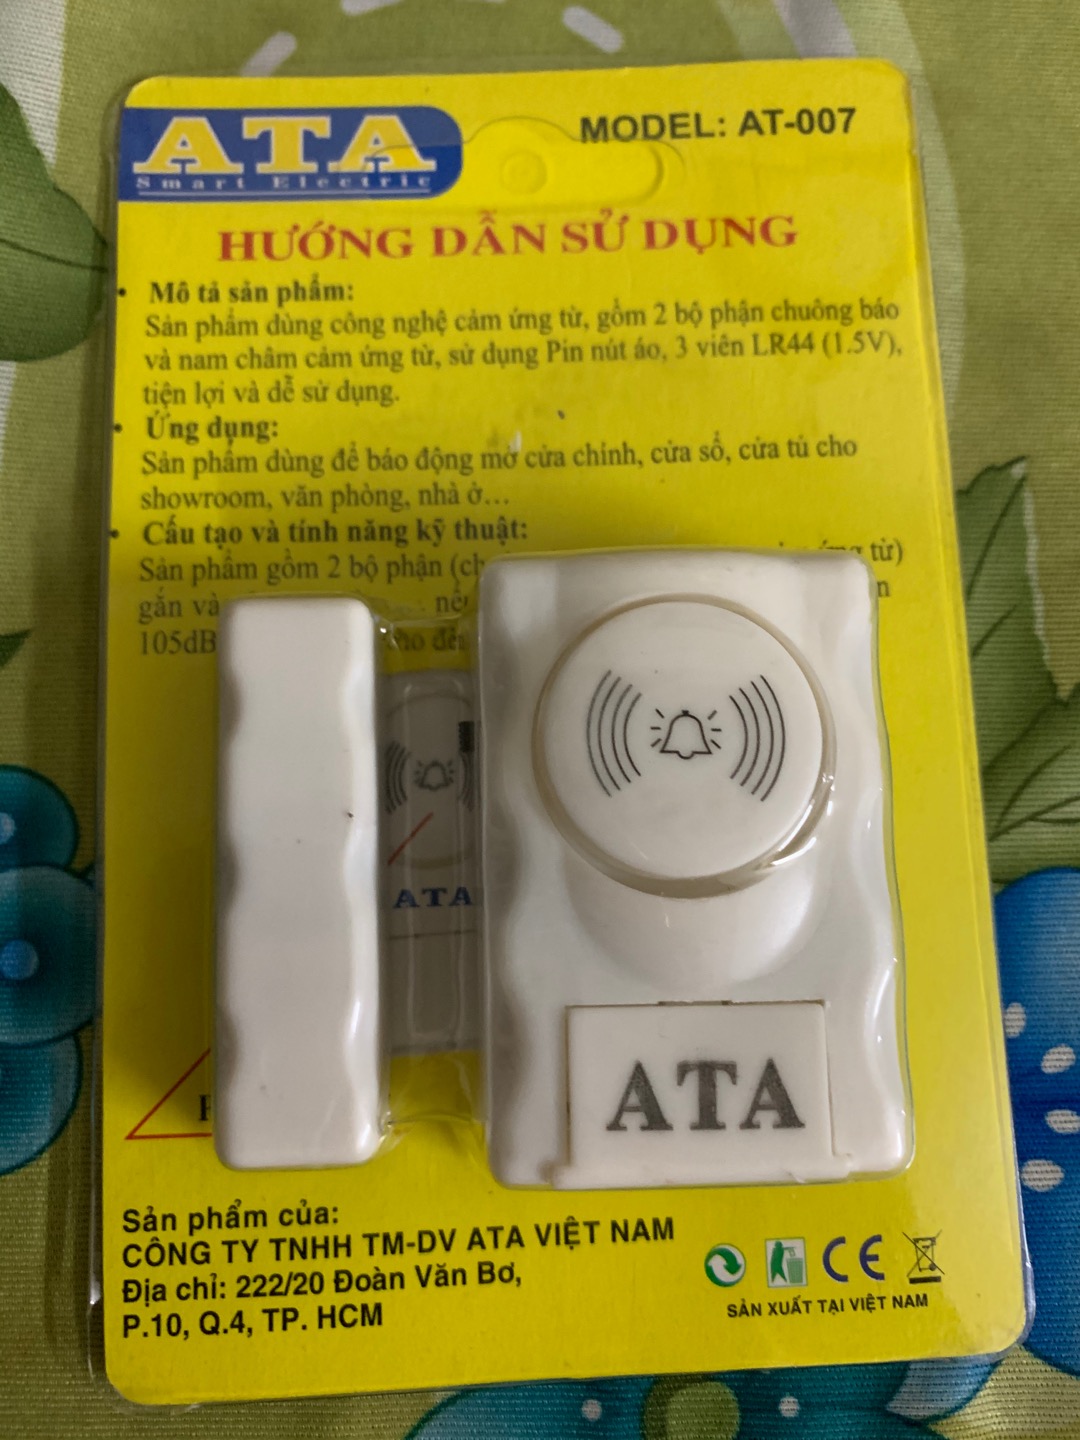 ATA
Smart Electric
MODEL: AT-007
HƯỚNG DẪN SỬ DỤNG
• Mô tả sản phẩm:
Sản phẩm dùng công nghệ cảm ứng từ, gồm 2 bộ phận chuông báo
và nam châm cảm ứng từ, sử dụng Pin nút áo, 3 viên LR44 (1.5V),
tiện lợi và dễ sử dụng.
• Ứng dụng:
Sản phẩm dùng để báo động mở cửa chính, cửa sổ, cửa tủ cho
showroom, văn phòng, nhà ở...
• Cấu tạo và tính năng kỹ thuật:
Sản phẩm gồm 2 bộ phận từ)
gắn và
105dB
ATA
ATA
Sản phẩm của:
CÔNG TY TNHH TM-DV ATA VIỆT NAM
Địa chỉ: 222/20 Đoàn Văn Bơ,
P.10, Q.4, TP. HCM
CE
SẢN XUẤT TẠI VIỆT NAM